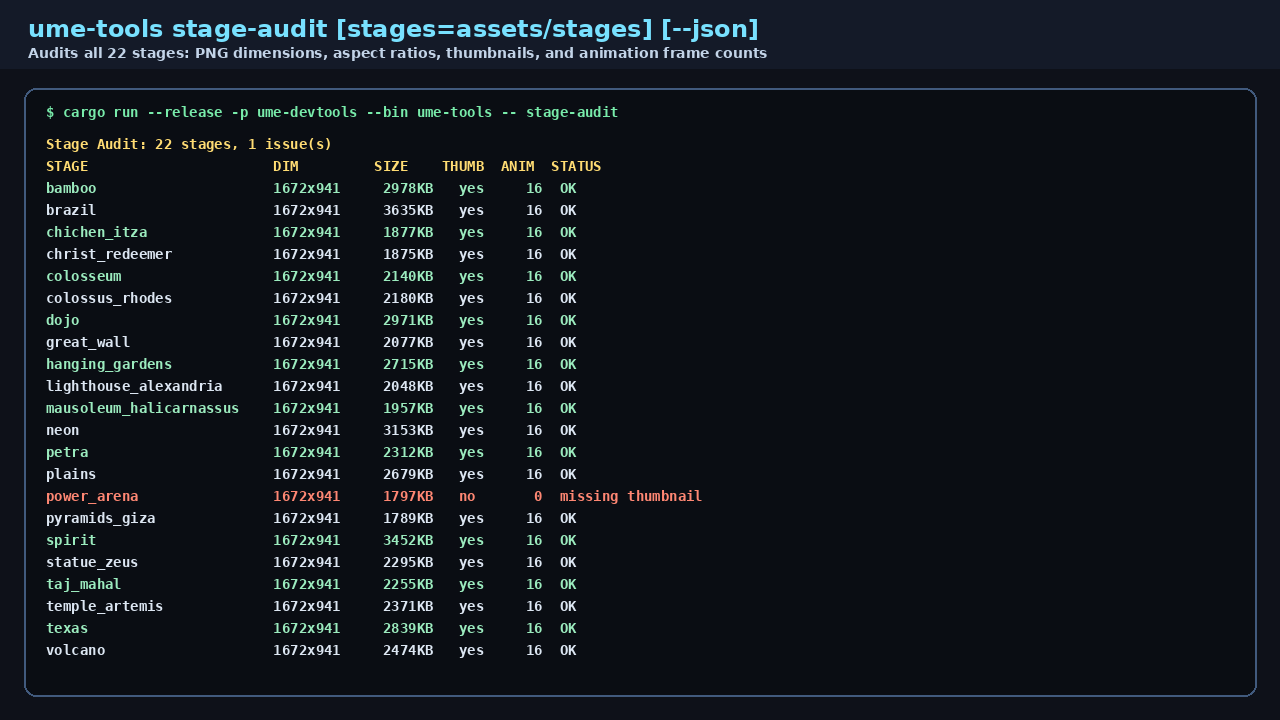 ume-tools stage-audit [stages=assets/stages] [--json]
Audits all 22 stages: PNG dimensions, aspect ratios, thumbnails, and animation frame counts
$ cargo run --release -p ume-devtools --bin ume-tools -- stage-audit
Stage Audit: 22 stages, 1 issue(s)
STAGE DIM SIZE THUMB ANIM STATUS
bamboo 1672x941 2978KB yes 16 OK
brazil 1672x941 3635KB yes 16 OK
chichen_itza 1672x941 1877KB yes 16 OK
christ_redeemer 1672x941 1875KB yes 16 OK
colosseum 1672x941 2140KB yes 16 OK
colossus_rhodes 1672x941 2180KB yes 16 OK
dojo 1672x941 2971KB yes 16 OK
great_wall 1672x941 2077KB yes 16 OK
hanging_gardens 1672x941 2715KB yes 16 OK
lighthouse_alexandria 1672x941 2048KB yes 16 OK
mausoleum_halicarnassus 1672x941 1957KB yes 16 OK
neon 1672x941 3153KB yes 16 OK
petra 1672x941 2312KB yes 16 OK
plains 1672x941 2679KB yes 16 OK
power_arena 1672x941 1797KB no 0 missing thumbnail
pyramids_giza 1672x941 1789KB yes 16 OK
spirit 1672x941 3452KB yes 16 OK
statue_zeus 1672x941 2295KB yes 16 OK
taj_mahal 1672x941 2255KB yes 16 OK
temple_artemis 1672x941 2371KB yes 16 OK
texas 1672x941 2839KB yes 16 OK
volcano 1672x941 2474KB yes 16 OK